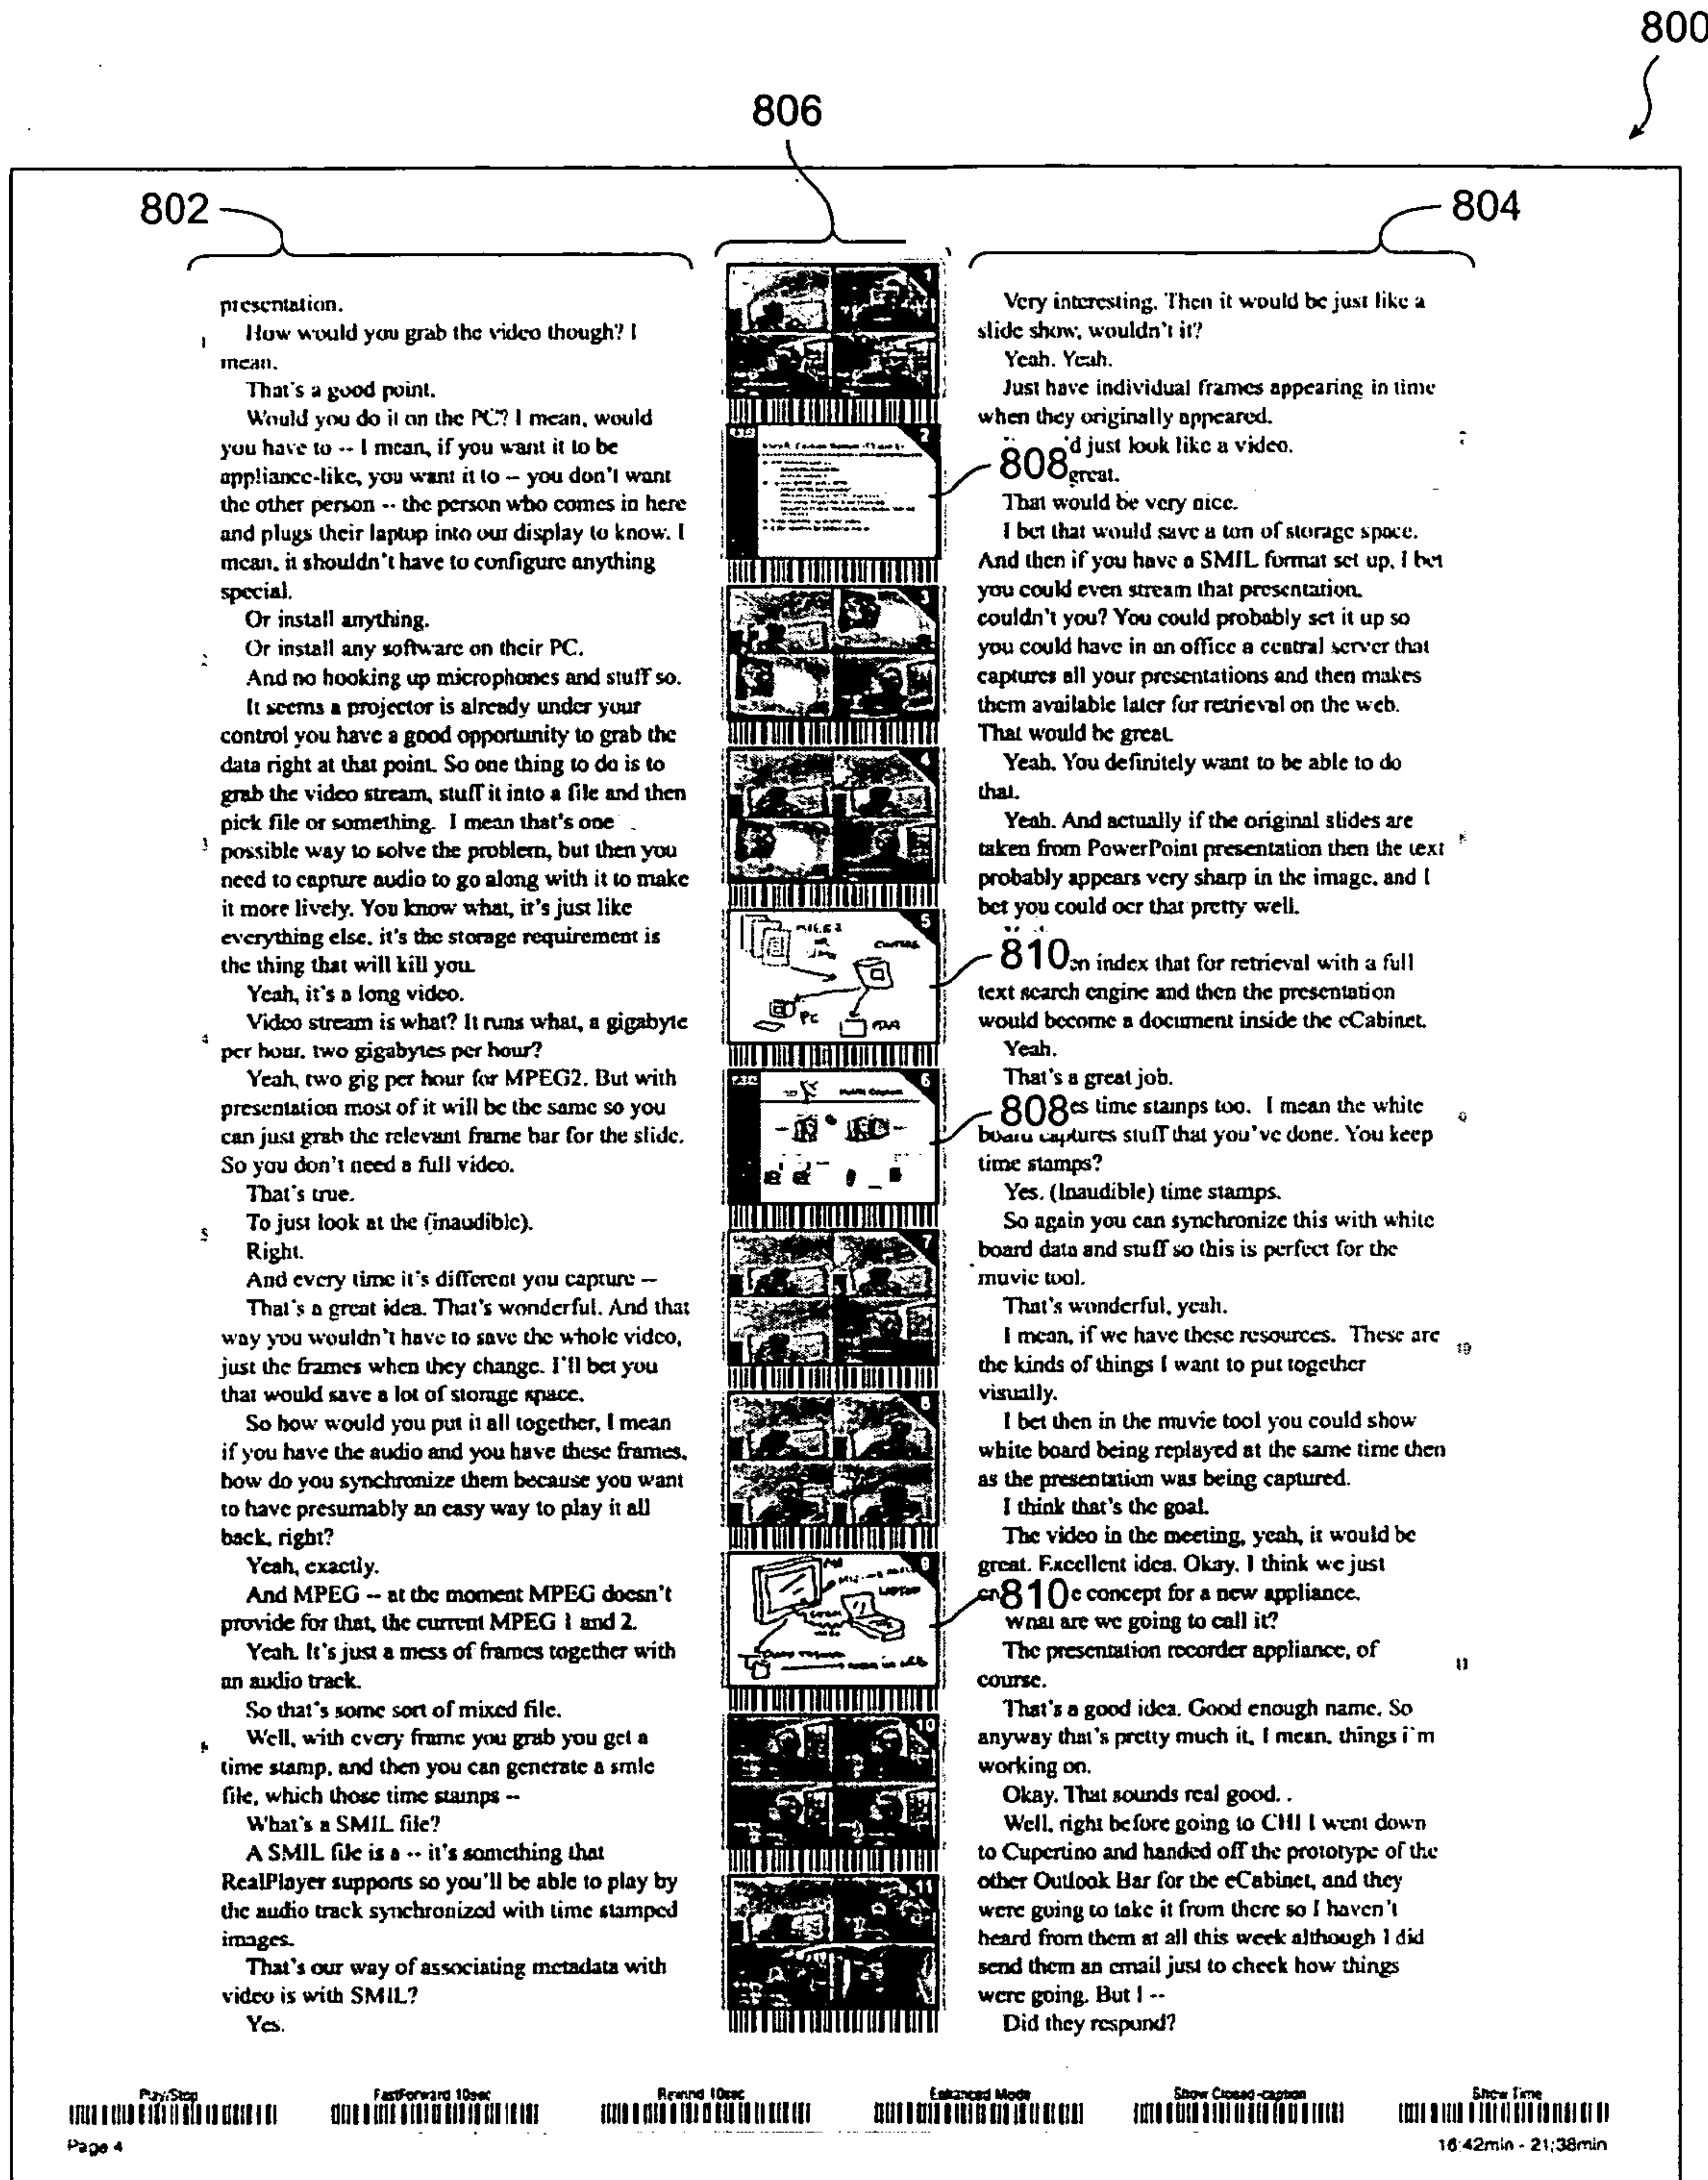 800
806
802
804
presentation.
1
How would you grab the video though? I
mean.
That's a good point.
Would you do it on the PC? I mean, would
you have to -- I mean, if you want it to be
appliance-like, you want it to -- you don't want
the other person -- the person who comes in here
and plugs their laptop into our display to know. I
mean, it shouldn't have to configure anything
special.
Or install anything.
2
Or install any software on their PC.
And no hooking up microphones and stuff so.
It seems a projector is already under your
control you have a good opportunity to grab the
data right at that point. So one thing to do is to
grab the video stream, stuff it into a file and then
pick file or something. I mean that's one
3
possible way to solve the problem, but then you
need to capture audio to go along with it to make
it more lively. You know what, it's just like
everything else, it's the storage requirement is
the thing that will kill you.
Yeah, it's a long video.
Video stream is what? It runs what, a gigabyte
4
per hour, two gigabytes per hour?
Yeah, two gig per hour for MPEG2. But with
presentation most of it will be the same so you
can just grab the relevant frame bar for the slide.
So you don't need a full video.
That's true.
5
To just look at the (inaudible).
Right.
And every time it's different you capture --
That's a great idea. That's wonderful. And that
way you wouldn't have to save the whole video,
just the frames when they change. I'll bet you
that would save a lot of storage space.
So how would you put it all together, I mean
if you have the audio and you have these frames,
how do you synchronize them because you want
to have presumably an easy way to play it all
back, right?
Yeah, exactly.
And MPEG -- at the moment MPEG doesn't
provide for that, the current MPEG 1 and 2.
Yeah. It's just a mess of frames together with
an audio track.
So that's some sort of mixed file.
Well, with every frame you grab you get a
time stamp, and then you can generate a smle
file, which those time stamps --
What's a SMIL file?
A SMIL file is a -- it's something that
RealPlayer supports so you'll be able to play by
the audio track synchronized with time stamped
images.
That's our way of associating metadata with
video is with SMIL?
Yes.
1
2
3
4
5
PC
PDA
6
7
8
9
LAPTOP
10
11
Very interesting. Then it would be just like a
slide show, wouldn't it?
Yeah. Yeah.
Just have individual frames appearing in time
when they originally appeared.
'd just look like a video.
808 great.
That would be very nice.
I bet that would save a ton of storage space.
And then if you have a SMIL format set up, I bet
you could even stream that presentation,
couldn't you? You could probably set it up so
you could have in an office a central server that
captures all your presentations and then makes
them available later for retrieval on the web.
That would be great.
Yeah. You definitely want to be able to do
that.
Yeah. And actually if the original slides are
taken from PowerPoint presentation then the text
probably appears very sharp in the image, and I
bet you could ocr that pretty well.
810 en index that for retrieval with a full
text search engine and then the presentation
would become a document inside the eCabinet.
Yeah.
That's a great job.
808 es time stamps too. I mean the white
board captures stuff that you've done. You keep
time stamps?
Yes. (Inaudible) time stamps.
So again you can synchronize this with white
board data and stuff so this is perfect for the
muvie tool.
That's wonderful, yeah.
I mean, if we have these resources. These are
10
the kinds of things I want to put together
visually.
I bet then in the muvie tool you could show
white board being replayed at the same time then
as the presentation was being captured.
I think that's the goal.
The video in the meeting, yeah, it would be
great. Excellent idea. Okay. I think we just
810 e concept for a new appliance.
What are we going to call it?
The presentation recorder appliance, of
11
course.
That's a good idea. Good enough name. So
anyway that's pretty much it, I mean, things i'm
working on.
Okay. That sounds real good. .
Well, right before going to CHI I went down
to Cupertino and handed off the prototype of the
other Outlook Bar for the eCabinet, and they
were going to take it from there so I haven't
heard from them at all this week although I did
send them an email just to check how things
were going. But I --
Did they respond?
Play/Stop
FastForward 10sec
Rewind 10sec
Enhanced Mode
Show Closed-caption
Show Time
Page 4
16:42min - 21:38min